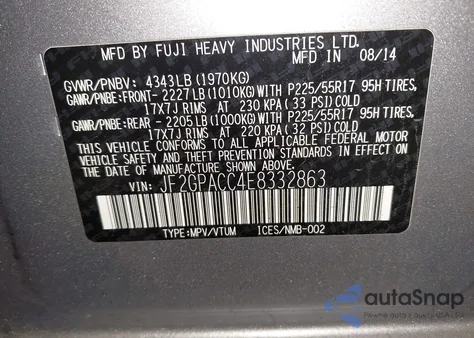 MFD BY FUJI HEAVY INDUSTRIES LTD.
MFD IN 08/14
GVWR/PNBV: 4343LB (1970KG)
GAWR/PNBE: FRONT- 2227LB (1010KG) WITH P225/55R17 95H TIRES,
17X7J RIMS AT 230 KPA (33 PSI) COLD
GAWR/PNBE: REAR - 2205LB (1000KG) WITH P225/55R17 95H TIRES,
17X7J RIMS AT 220 KPA (32 PSI) COLD
THIS VEHICLE CONFORMS TO ALL APPLICABLE FEDERAL MOTOR
VEHICLE SAFETY AND THEFT PREVENTION STANDARDS IN EFFECT ON
THE DATE OF MANUFACTURE SHOWN ABOVE.
VIN: JF2GPACC4E8332863
TYPE:MPV/VTUM ICES/NMB-002
autoSnap